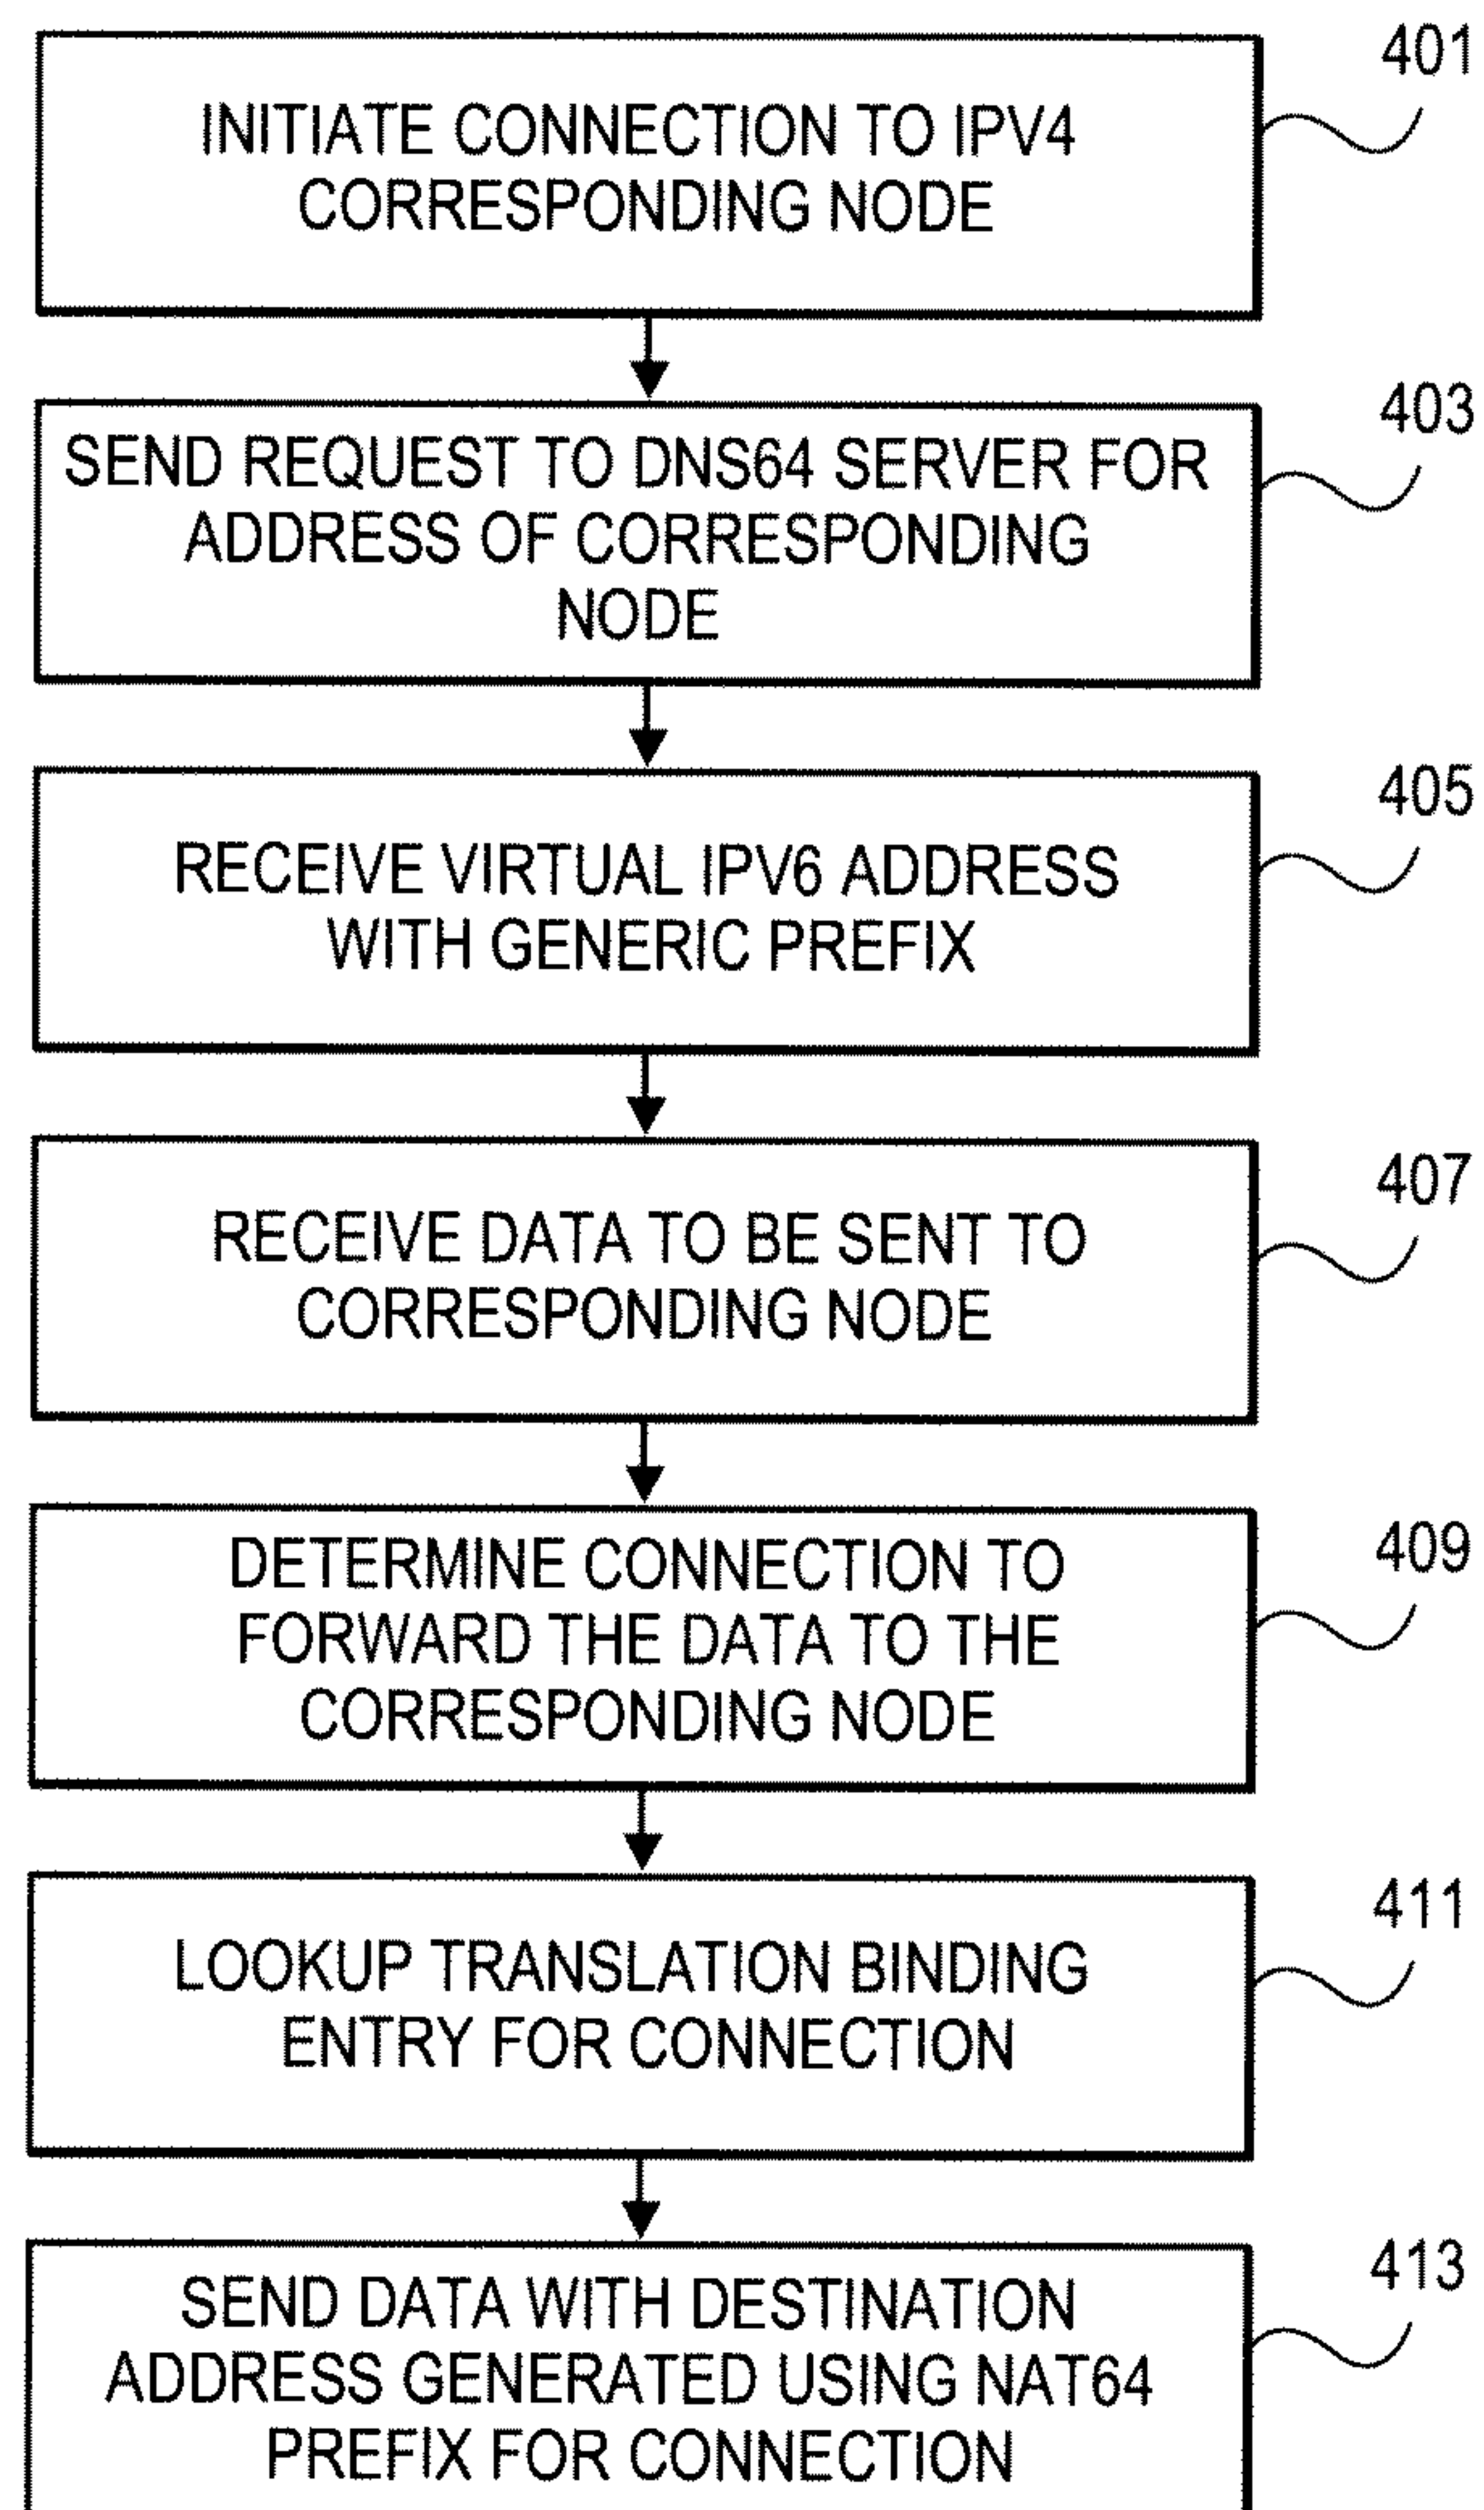 INITIATE CONNECTION TO IPV4
CORRESPONDING NODE
401
SEND REQUEST TO DNS64 SERVER FOR
ADDRESS OF CORRESPONDING
NODE
403
RECEIVE VIRTUAL IPV6 ADDRESS
WITH GENERIC PREFIX
405
RECEIVE DATA TO BE SENT TO
CORRESPONDING NODE
407
DETERMINE CONNECTION TO
FORWARD THE DATA TO THE
CORRESPONDING NODE
409
LOOKUP TRANSLATION BINDING
ENTRY FOR CONNECTION
411
SEND DATA WITH DESTINATION
ADDRESS GENERATED USING NAT64
PREFIX FOR CONNECTION
413